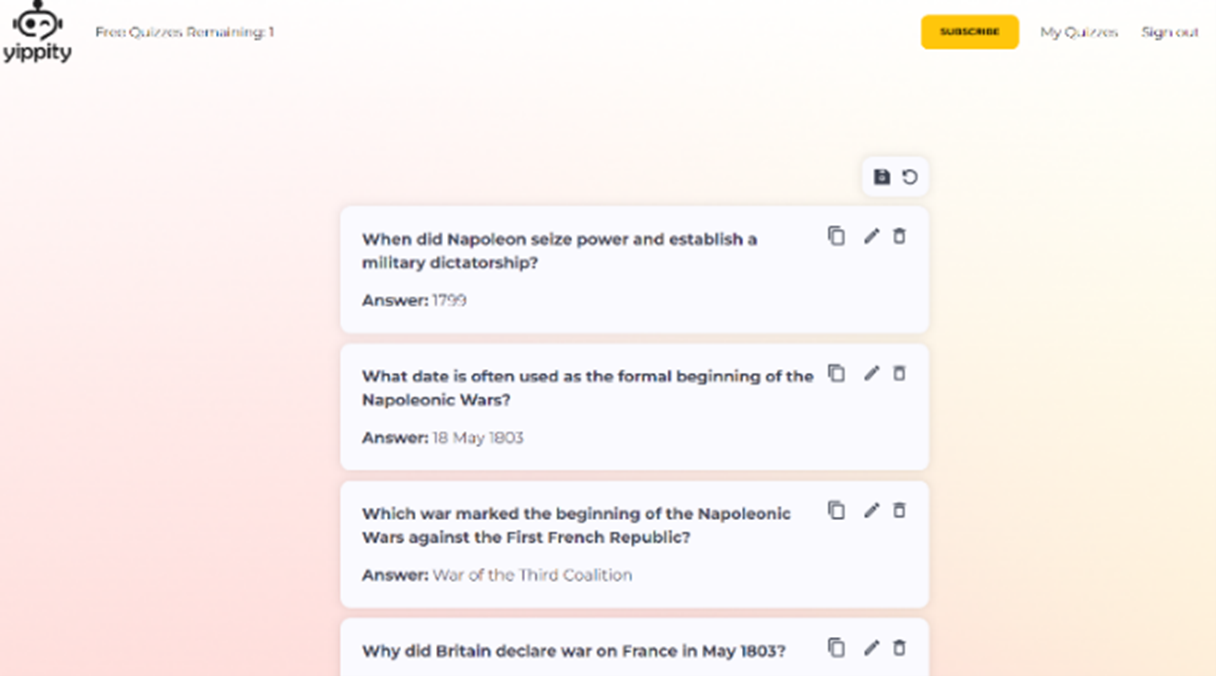 yippity
Free Quizzes Remaining: 1
SUBSCRIBE
My Quizzes
Sign out
When did Napoleon seize power and establish a
military dictatorship?
Answer: 1799
What date is often used as the formal beginning of the
Napoleonic Wars?
Answer: 18 May 1803
Which war marked the beginning of the Napoleonic
Wars against the First French Republic?
Answer: War of the Third Coalition
Why did Britain declare war on France in May 1803?